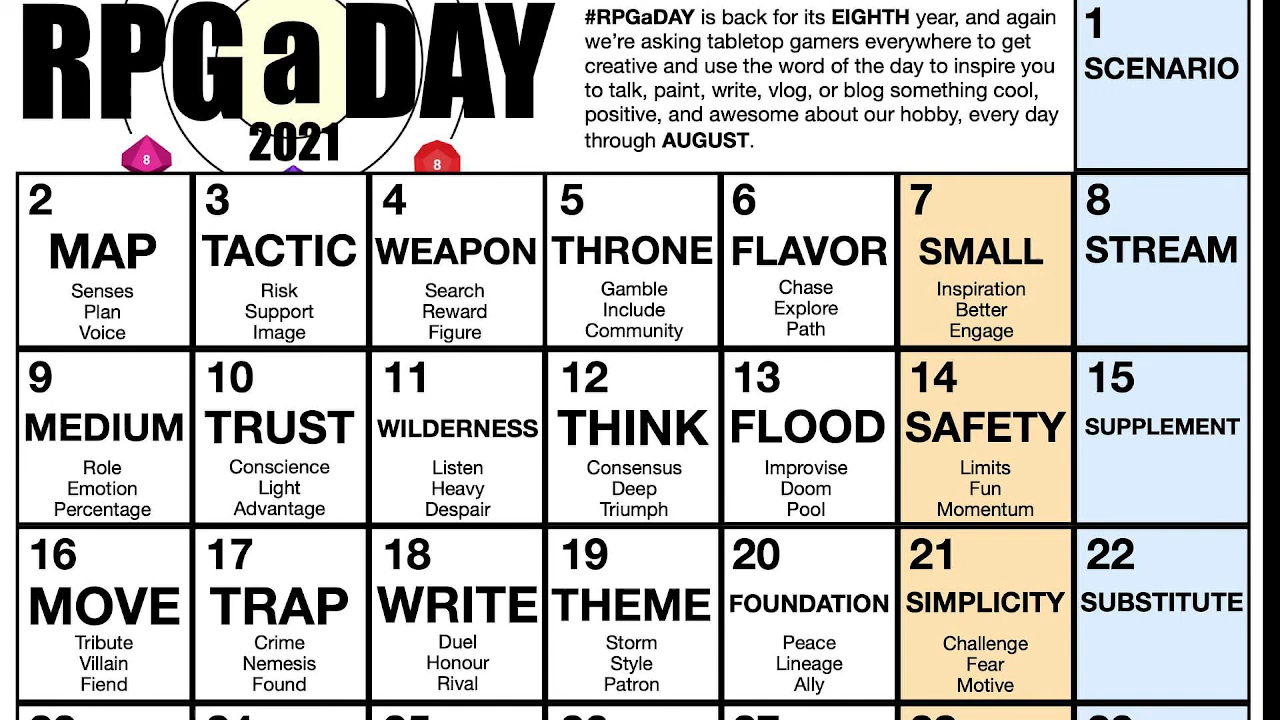 RPG a DAY
2021
8
8
#RPGaDAY is back for its EIGHTH year, and again
we're asking tabletop gamers everywhere to get
creative and use the word of the day to inspire you
to talk, paint, write, vlog, or blog something cool,
positive, and awesome about our hobby, every day
through AUGUST.
1
SCENARIO
2
MAP
Senses
Plan
Voice
3
TACTIC
Risk
Support
Image
4
WEAPON
Search
Reward
Figure
5
THRONE
Gamble
Include
Community
6
FLAVOR
Chase
Explore
Path
7
SMALL
Inspiration
Better
Engage
8
STREAM
9
MEDIUM
Role
Emotion
Percentage
10
TRUST
Conscience
Light
Advantage
11
WILDERNESS
Listen
Heavy
Despair
12
THINK
Consensus
Deep
Triumph
13
FLOOD
Improvise
Doom
Pool
14
SAFETY
Limits
Fun
Momentum
15
SUPPLEMENT
16
MOVE
Tribute
Villain
Fiend
17
TRAP
Crime
Nemesis
Found
18
WRITE
Duel
Honour
Rival
19
THEME
Storm
Style
Patron
20
FOUNDATION
Peace
Lineage
Ally
21
SIMPLICITY
Challenge
Fear
Motive
22
SUBSTITUTE